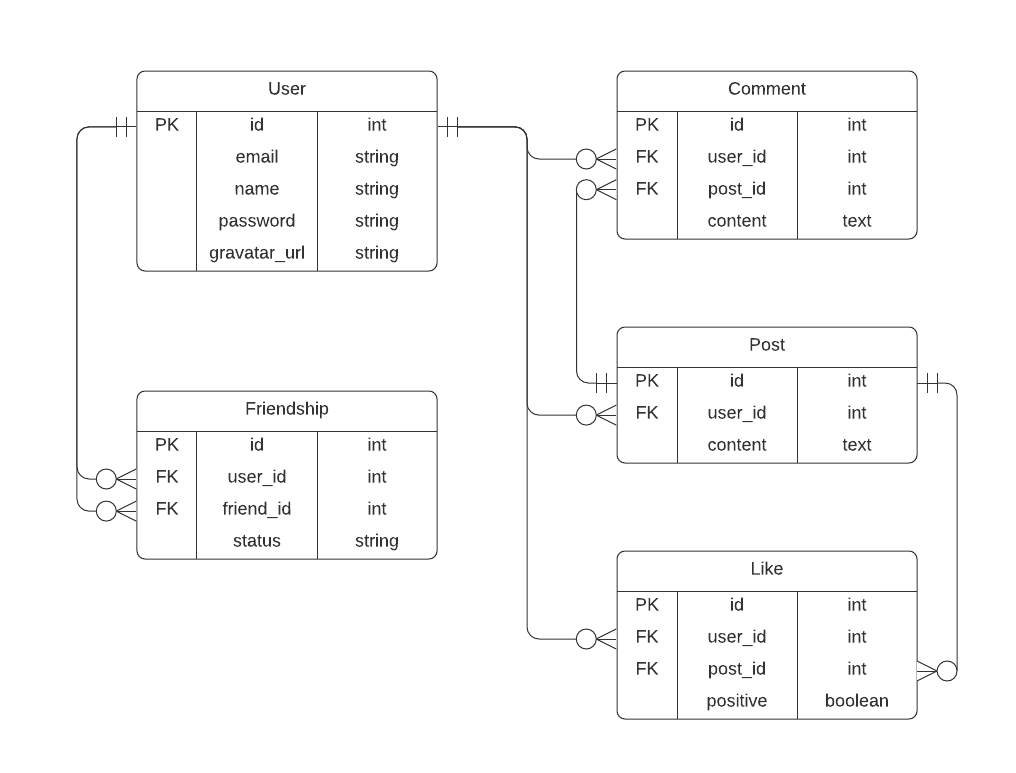 User
PK id int
email string
name string
password string
gravatar_url string
Comment
PK id int
FK user_id int
FK post_id int
content text
Post
PK id int
FK user_id int
content text
Friendship
PK id int
FK user_id int
FK friend_id int
status string
Like
PK id int
FK user_id int
FK post_id int
positive boolean